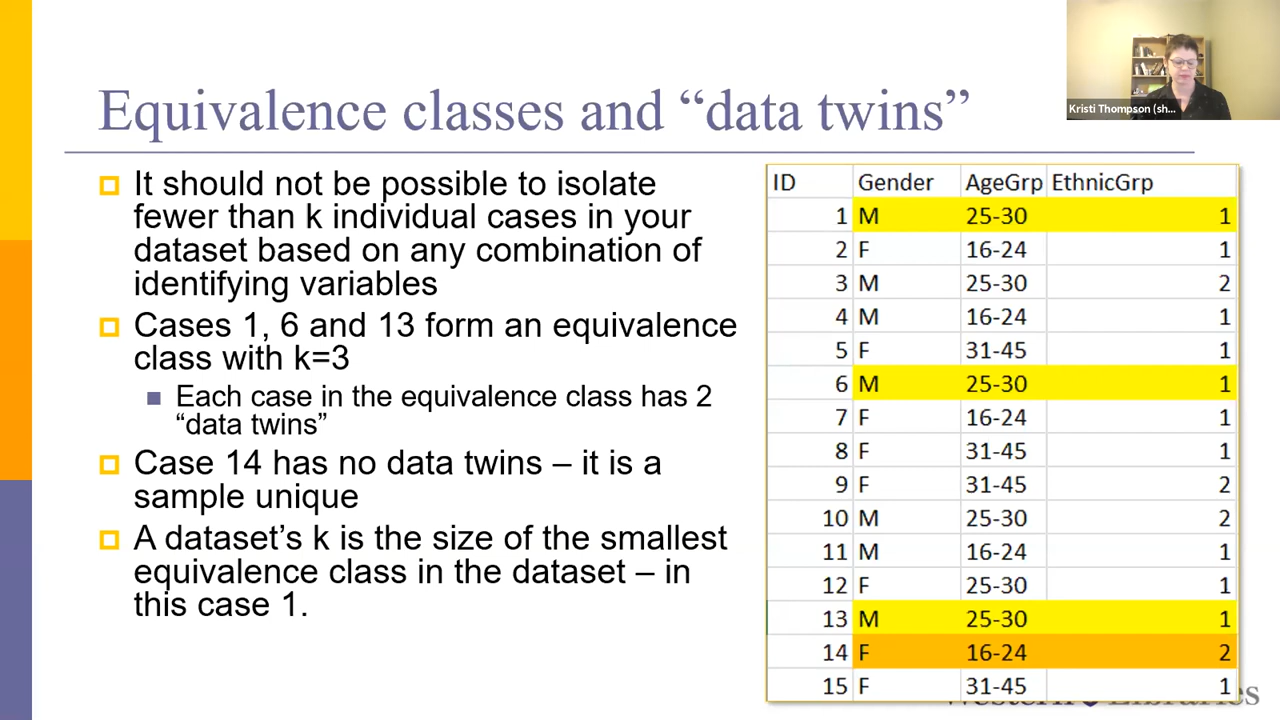 Equivalence classes and “data twins”
Kristi Thompson (sh...
It should not be possible to isolate
fewer than k individual cases in your
dataset based on any combination of
identifying variables
Cases 1, 6 and 13 form an equivalence
class with k=3
Each case in the equivalence class has 2
“data twins”
Case 14 has no data twins – it is a
sample unique
A dataset’s k is the size of the smallest
equivalence class in the dataset – in
this case 1.
ID Gender AgeGrp EthnicGrp
1 M 25-30 1
2 F 16-24 1
3 M 25-30 2
4 M 16-24 1
5 F 31-45 1
6 M 25-30 1
7 F 16-24 1
8 F 31-45 1
9 F 31-45 2
10 M 25-30 2
11 M 16-24 1
12 F 25-30 1
13 M 25-30 1
14 F 16-24 2
15 F 31-45 1